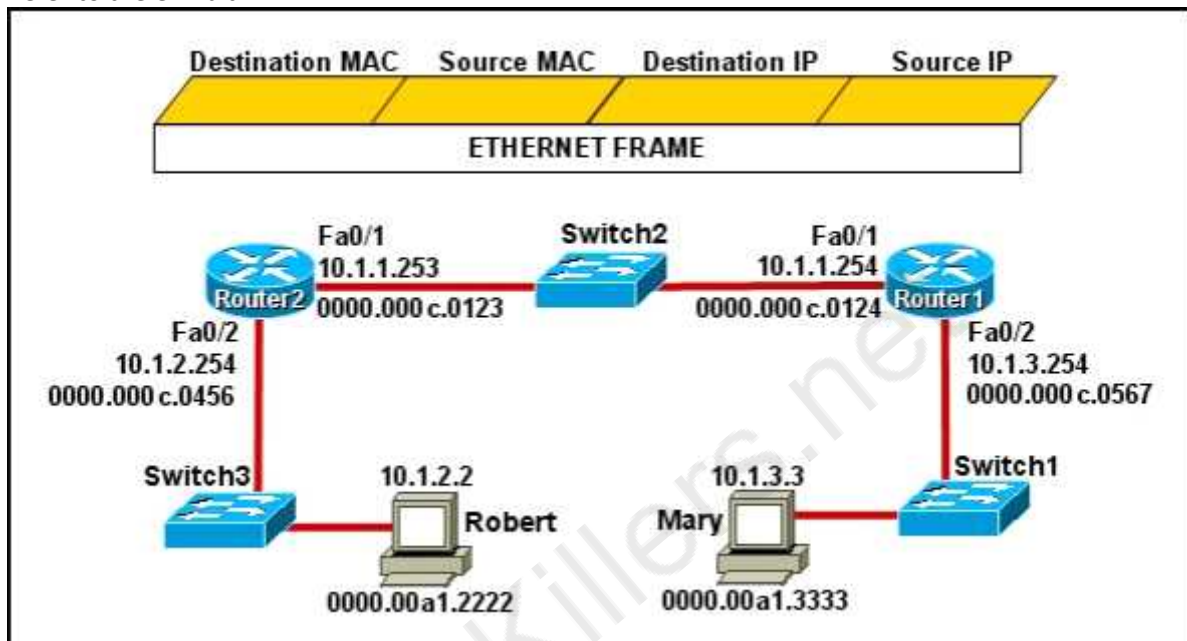 Destination MAC Source MAC Destination IP Source IP
ETHERNET FRAME
Fa0/1
10.1.1.253
0000.000c.0123
Switch2
Fa0/1
10.1.1.254
0000.000c.0124
Router2
Router1
Fa0/2
10.1.2.254
0000.000c.0456
Fa0/2
10.1.3.254
0000.000c.0567
Switch3
10.1.2.2
Robert
0000.00a1.2222
10.1.3.3
Mary
0000.00a1.3333
Switch1
killers.ne